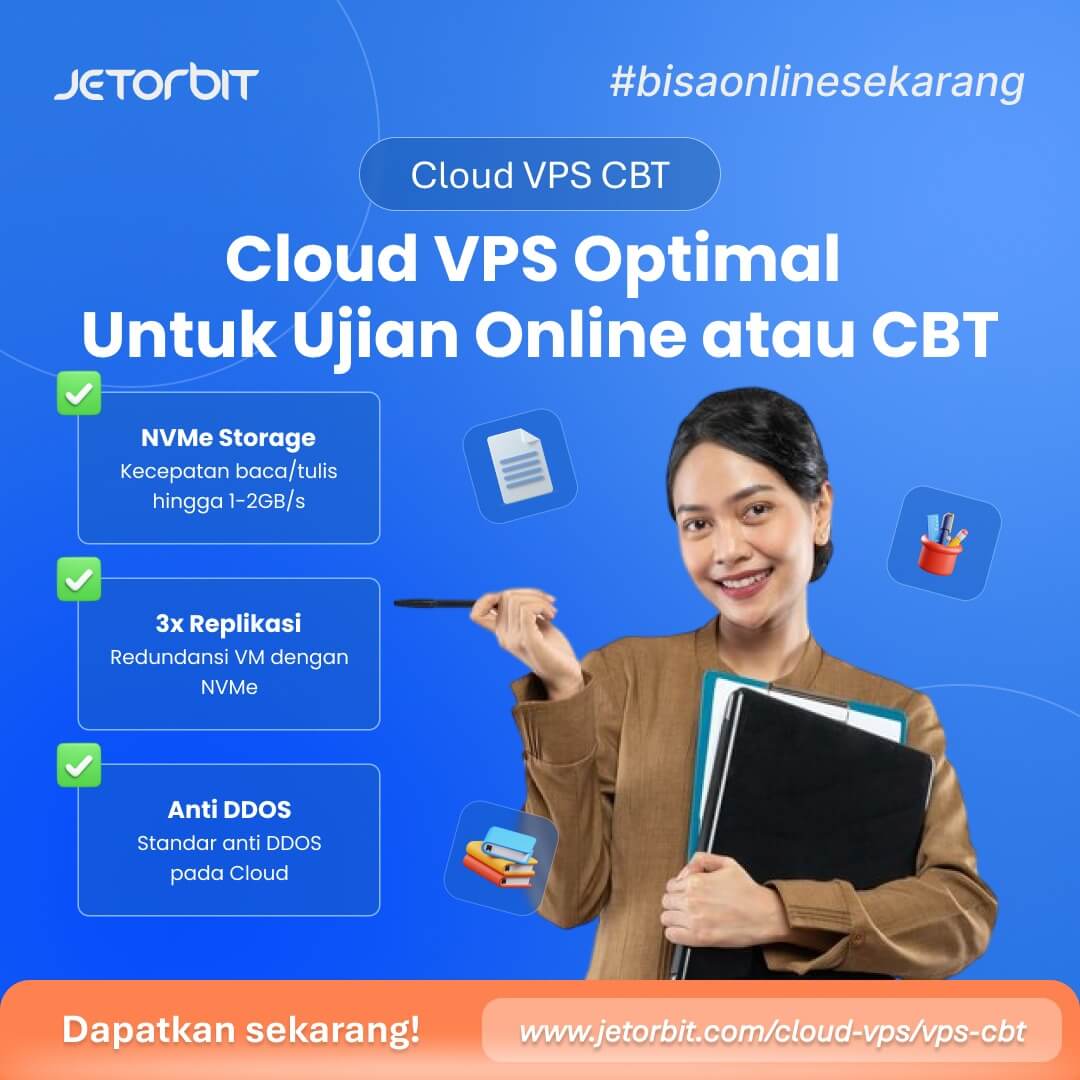 JETORBIT
#bisaonlinesekarang
Cloud VPS CBT
Cloud VPS Optimal
Untuk Ujian Online atau CBT
NVMe Storage
Kecepatan baca/tulis
hingga 1-2GB/s
3x Replikasi
Redundansi VM dengan
NVMe
Anti DDOS
Standar anti DDOS
pada Cloud
Dapatkan sekarang!
www.jetorbit.com/cloud-vps/vps-cbt